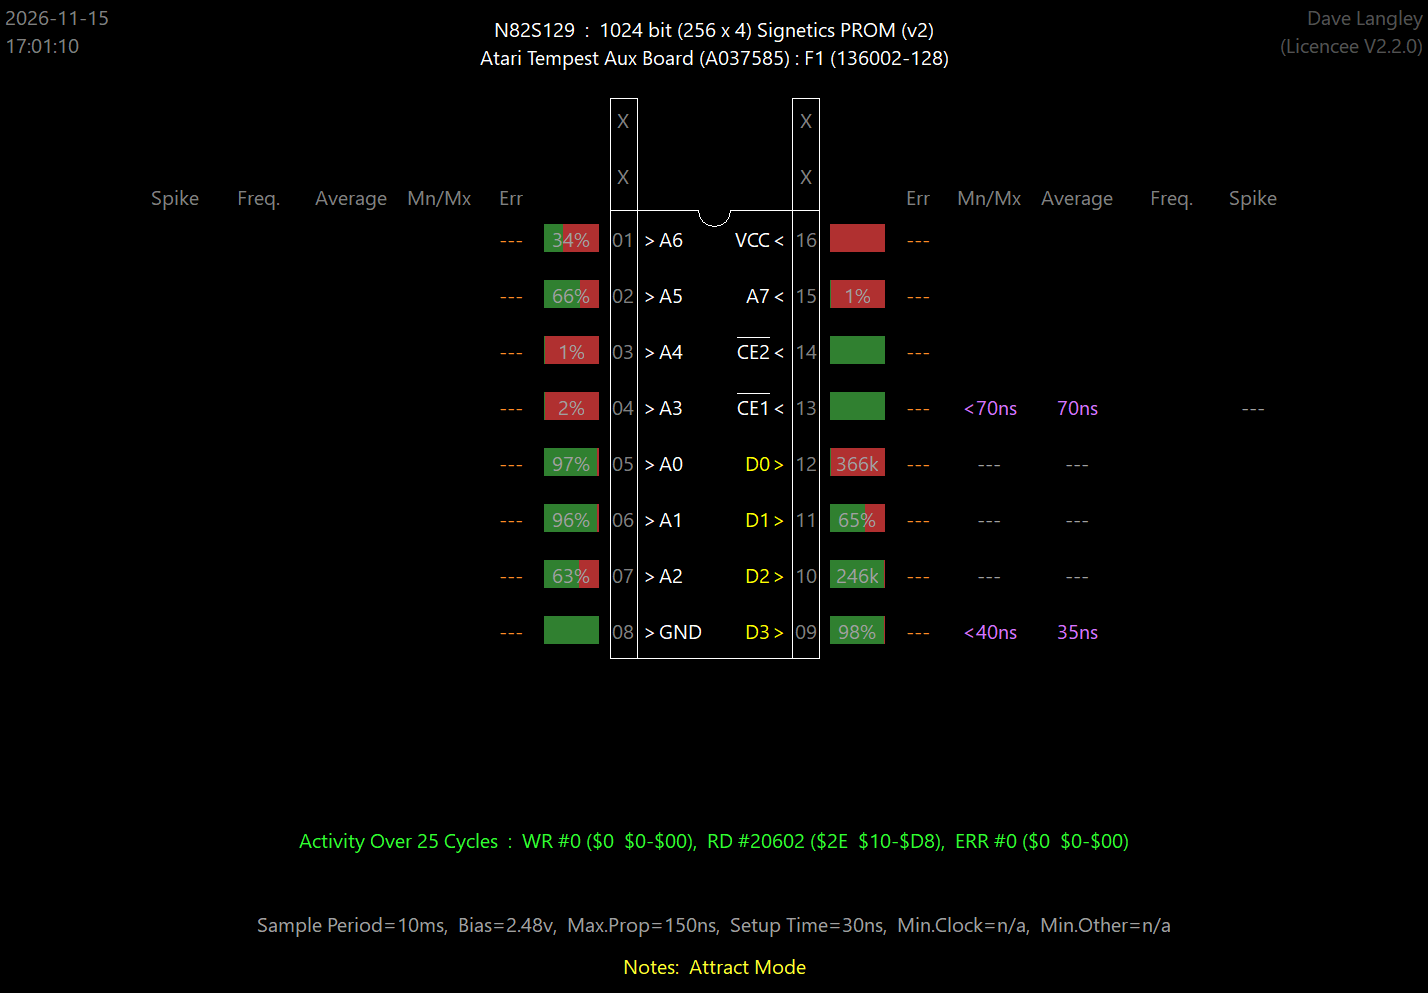 2026-11-15
17:01:10
N82S129 : 1024 bit (256 x 4) Signetics PROM (v2)
Atari Tempest Aux Board (A037585) : F1 (136002-128)
Dave Langley
(Licencee V2.2.0)
X X
X X
Spike Freq. Average Mn/Mx Err Err Mn/Mx Average Freq. Spike
--- 34% 01 > A6 VCC < 16 ---
--- 66% 02 > A5 A7 < 15 1% ---
--- 1% 03 > A4 CE2 < 14 ---
--- 2% 04 > A3 CE1 < 13 --- <70ns 70ns ---
--- 97% 05 > A0 D0 > 12 366k --- --- ---
--- 96% 06 > A1 D1 > 11 65% --- --- ---
--- 63% 07 > A2 D2 > 10 246k --- --- ---
--- 08 > GND D3 > 09 98% --- <40ns 35ns
Activity Over 25 Cycles : WR #0 ($0 $0-$00), RD #20602 ($2E $10-$D8), ERR #0 ($0 $0-$00)
Sample Period=10ms, Bias=2.48v, Max.Prop=150ns, Setup Time=30ns, Min.Clock=n/a, Min.Other=n/a
Notes: Attract Mode